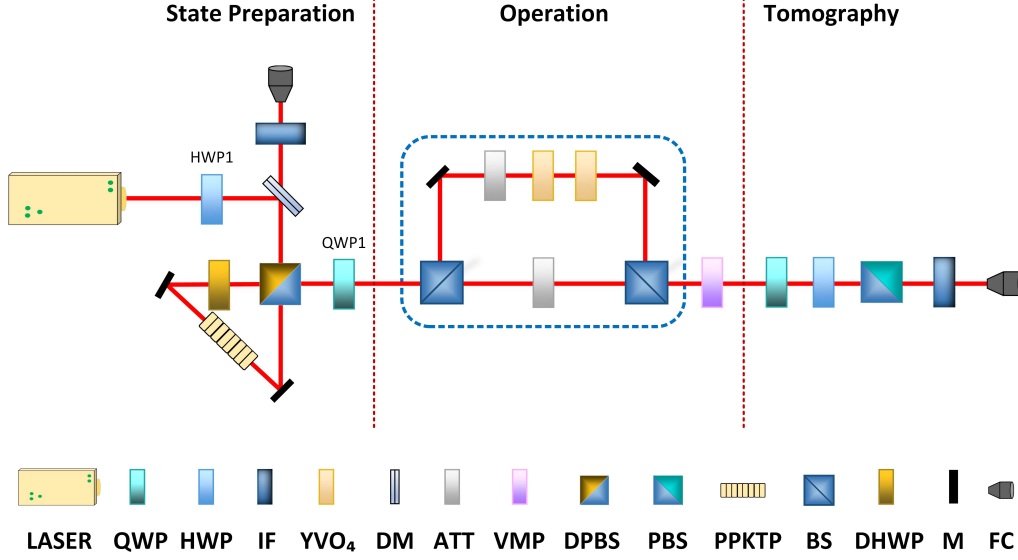 State Preparation
Operation
Tomography
HWP1
QWP1
LASER QWP HWP IF YVO₄ DM ATT VMP DPBS PBS PPKTP BS DHWP M FC